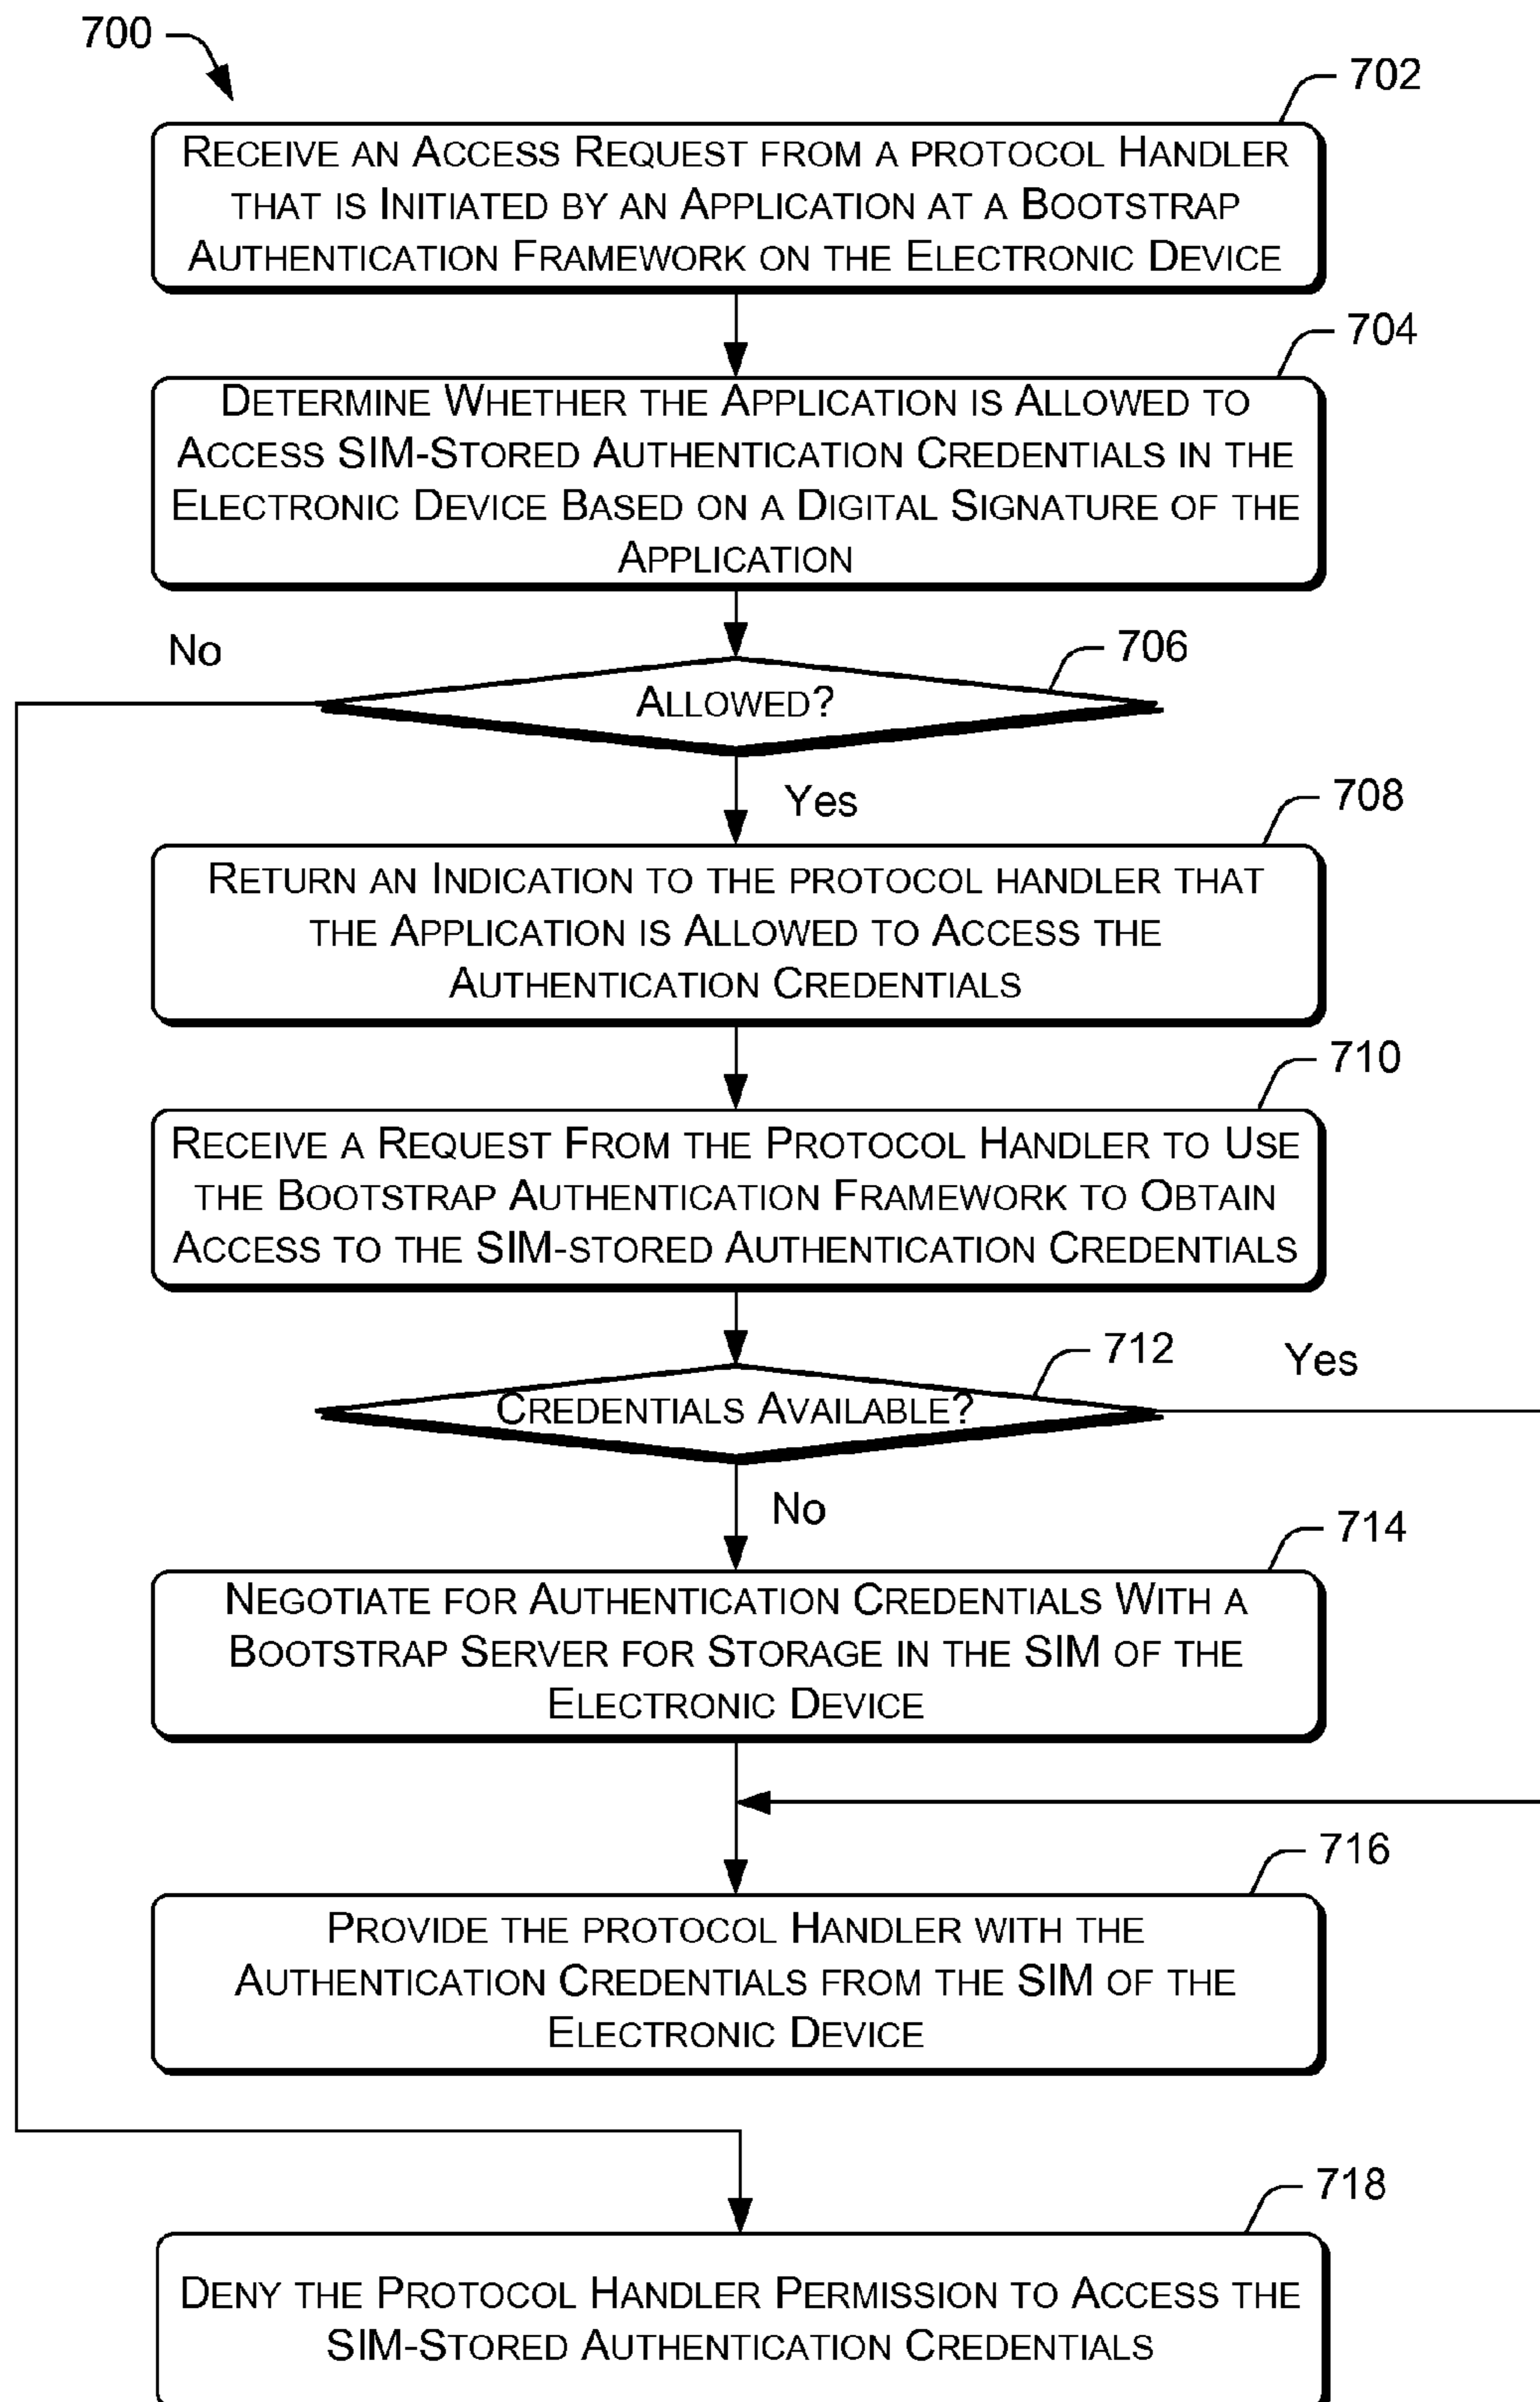 700
702
RECEIVE AN ACCESS REQUEST FROM A PROTOCOL HANDLER
THAT IS INITIATED BY AN APPLICATION AT A BOOTSTRAP
AUTHENTICATION FRAMEWORK ON THE ELECTRONIC DEVICE
704
DETERMINE WHETHER THE APPLICATION IS ALLOWED TO
ACCESS SIM-STORED AUTHENTICATION CREDENTIALS IN THE
ELECTRONIC DEVICE BASED ON A DIGITAL SIGNATURE OF THE
APPLICATION
No
706
ALLOWED?
Yes
708
RETURN AN INDICATION TO THE PROTOCOL HANDLER THAT
THE APPLICATION IS ALLOWED TO ACCESS THE
AUTHENTICATION CREDENTIALS
710
RECEIVE A REQUEST FROM THE PROTOCOL HANDLER TO USE
THE BOOTSTRAP AUTHENTICATION FRAMEWORK TO OBTAIN
ACCESS TO THE SIM-STORED AUTHENTICATION CREDENTIALS
712
Yes
CREDENTIALS AVAILABLE?
No
714
NEGOTIATE FOR AUTHENTICATION CREDENTIALS WITH A
BOOTSTRAP SERVER FOR STORAGE IN THE SIM OF THE
ELECTRONIC DEVICE
716
PROVIDE THE PROTOCOL HANDLER WITH THE
AUTHENTICATION CREDENTIALS FROM THE SIM OF THE
ELECTRONIC DEVICE
718
DENY THE PROTOCOL HANDLER PERMISSION TO ACCESS THE
SIM-STORED AUTHENTICATION CREDENTIALS